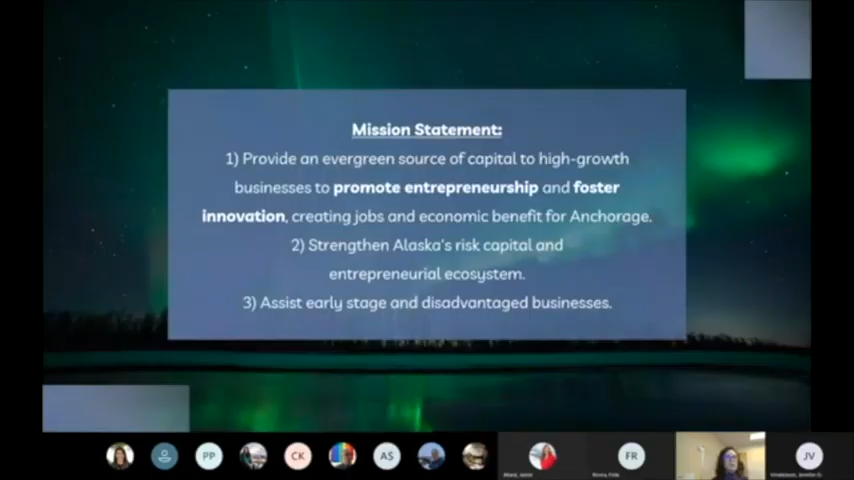 Mission Statement:
1) Provide an evergreen source of capital to high-growth
businesses to promote entrepreneurship and foster
innovation, creating jobs and economic benefit for Anchorage.
2) Strengthen Alaska's risk capital and
entrepreneurial ecosystem.
3) Assist early stage and disadvantaged businesses.
PP
CK
AS
FR
JV